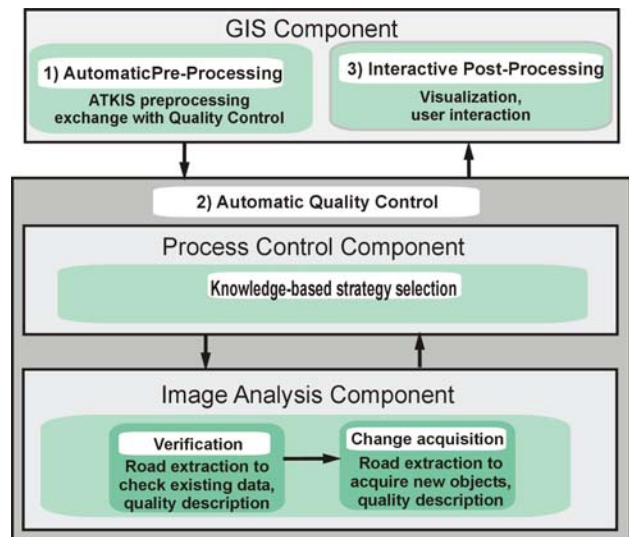 GIS Component
1) AutomaticPre-Processing
ATKIS preprocessing
exchange with Quality Control
3) Interactive Post-Processing
Visualization,
user interaction
2) Automatic Quality Control
Process Control Component
Knowledge-based strategy selection
Image Analysis Component
Verification
Road extraction to
check existing data,
quality description
Change acquisition
Road extraction to
acquire new objects,
quality description